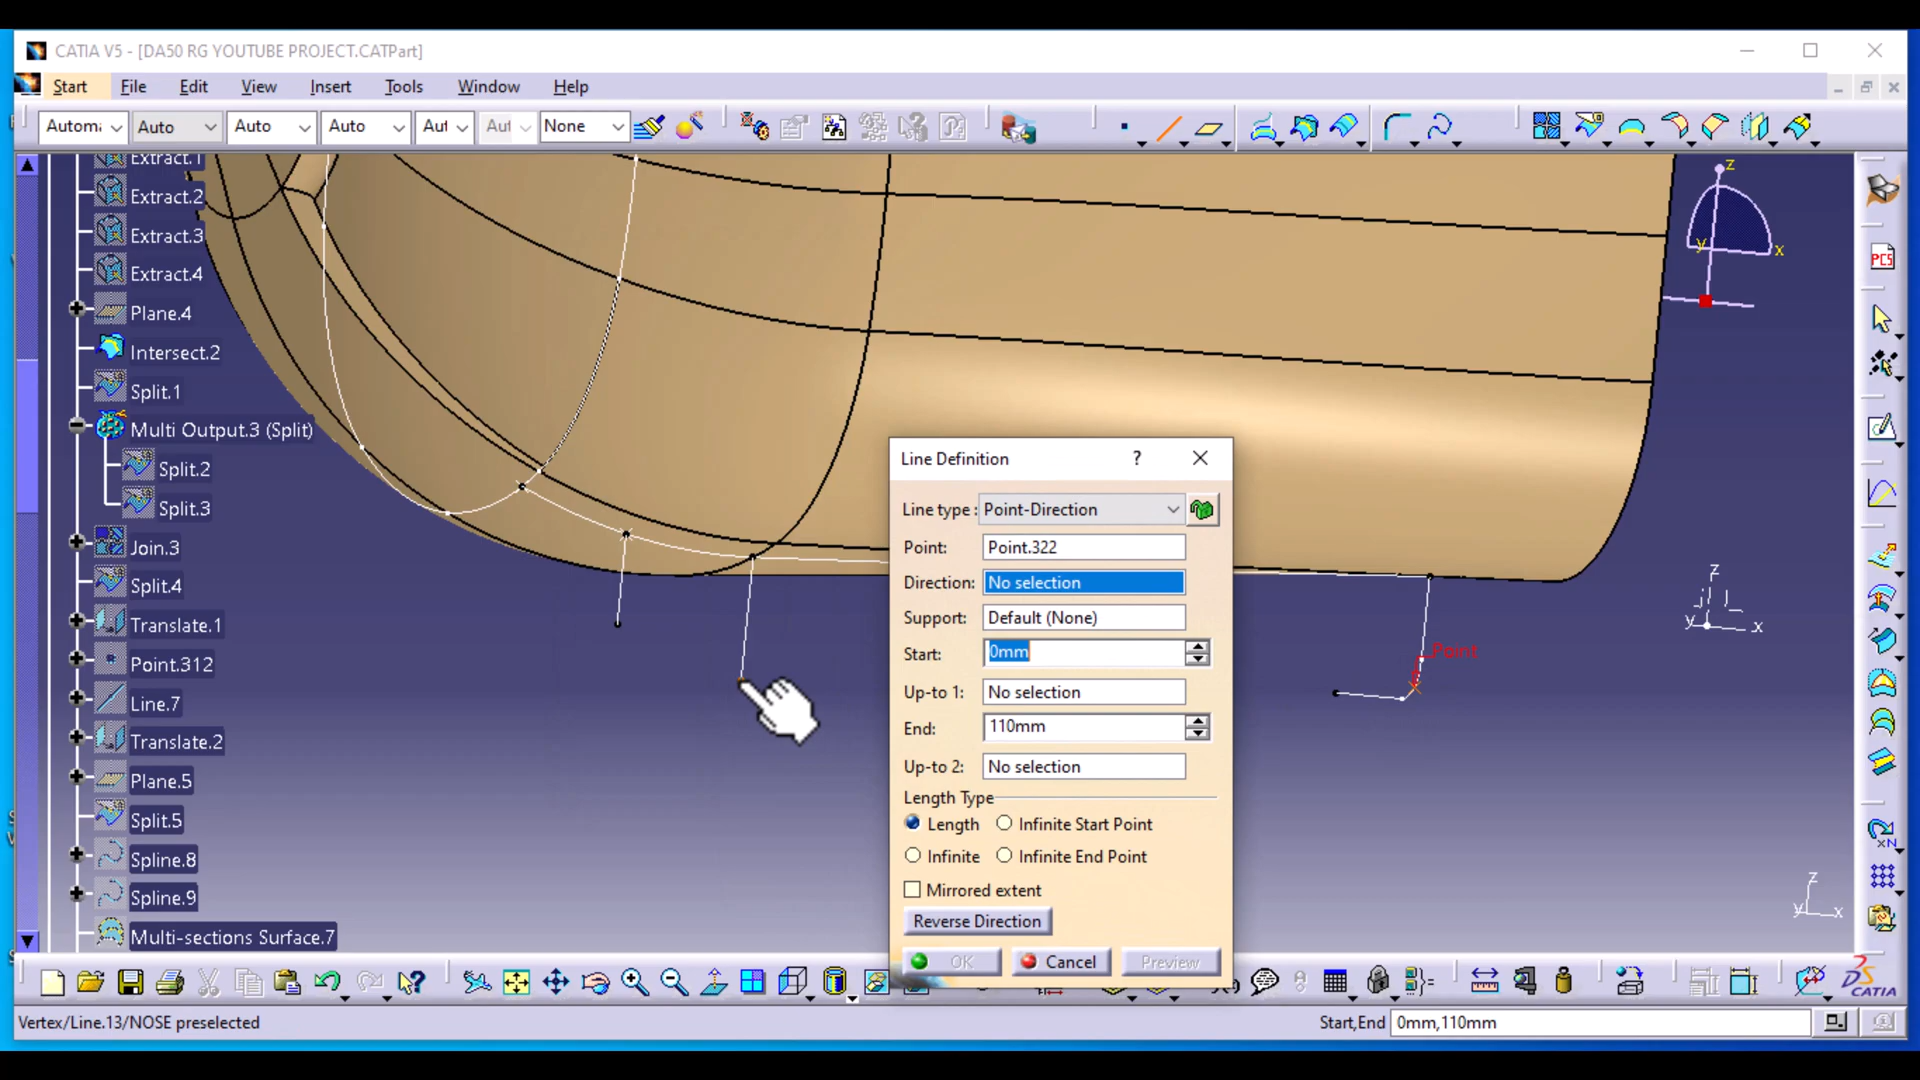 CATIA V5 - [DA50 RG YOUTUBE PROJECT.CATPart]
Start File Edit View Insert Tools Window Help
Auto Auto Auto Aut Aut None
Extract.1
Extract.2
Extract.3
Extract.4
Plane.4
Intersect.2
Split.1
Multi Output.3 (Split)
Split.2
Split.3
Join.3
Split.4
Translate.1
Point.312
Line.7
Translate.2
Plane.5
Split.5
Spline.8
Spline.9
Multi-sections Surface.7
Line Definition ?
Line type : Point-Direction
Point: Point.322
Direction: No selection
Support: Default (None)
Start: 0mm
Up-to 1: No selection
End: 110mm
Up-to 2: No selection
Length Type
Length Infinite Start Point
Infinite Infinite End Point
Mirrored extent
Reverse Direction
OK Cancel Preview
Point
z
y x
z
y x
z
y x
PCS
CATIA
Vertex/Line.13/NOSE preselected
Start,End 0mm,110mm